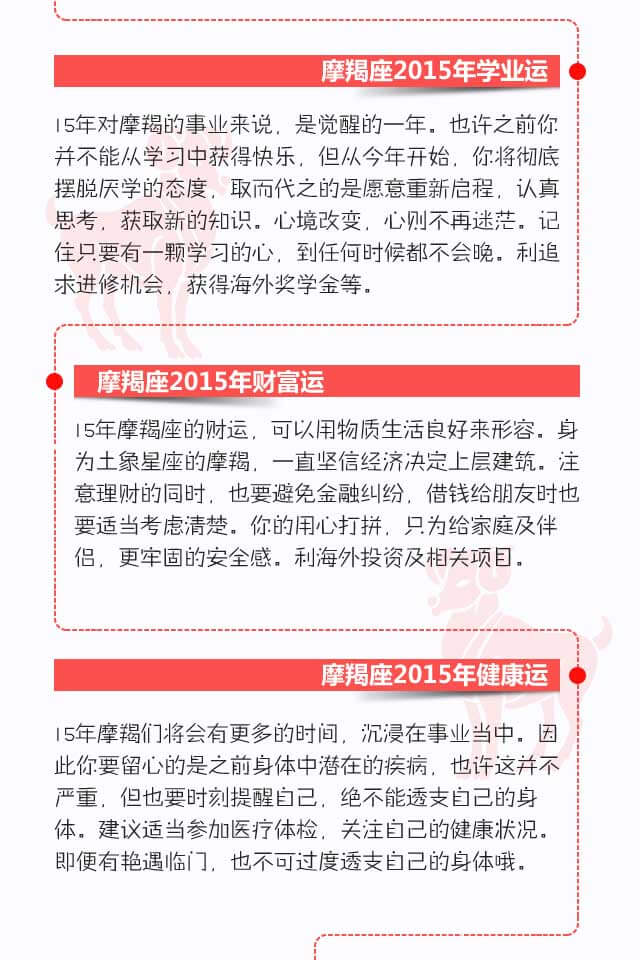 摩羯座2015年学业运
15年对摩羯的事业来说，是觉醒的一年。也许之前你
并不能从学习中获得快乐，但从今年开始，你将彻底
摆脱厌学的态度，取而代之的是愿意重新启程，认真
思考，获取新的知识。心境改变，心则不再迷茫。记
住只要有一颗学习的心，到任何时候都不会晚。利追
求进修机会，获得海外奖学金等。
摩羯座2015年财富运
15年摩羯座的财运，可以用物质生活良好来形容。身
为土象星座的摩羯，一直坚信经济决定上层建筑。注
意理财的同时，也要避免金融纠纷，借钱给朋友时也
要适当考虑清楚。你的用心打拼，只为给家庭及伴
侣，更牢固的安全感。利海外投资及相关项目。
摩羯座2015年健康运
15年摩羯们将会有更多的时间，沉浸在事业当中。因
此你要留心的是之前身体中潜在的疾病，也许这并不
严重，但也要时刻提醒自己，绝不能透支自己的身
体。建议适当参加医疗体检，关注自己的健康状况。
即便有艳遇临门，也不可过度透支自己的身体哦。